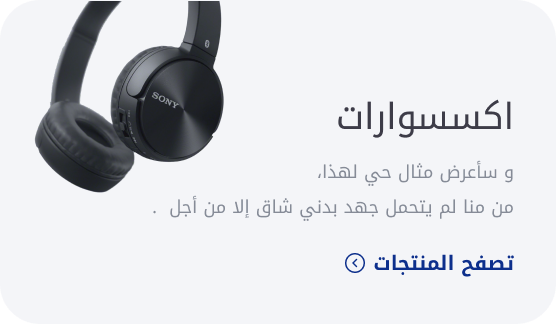 SONY
اكسسوارات
و سأعرض مثال حي لهذا،
من منا لم يتحمل جهد بدني شاق إلا من أجل .
تصفح المنتجات